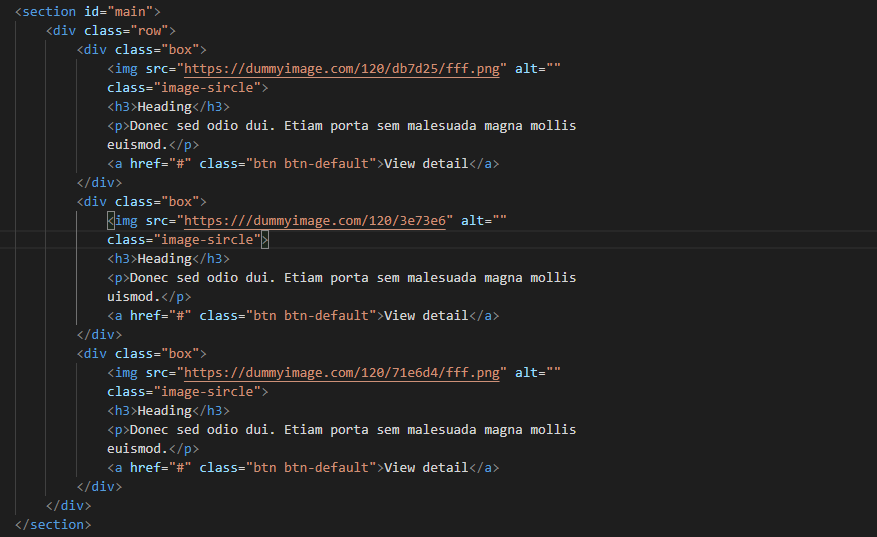 <section id="main">
<div class="row">
<div class="box">
<img src="https://dummyimage.com/120/db7d25/fff.png" alt=""
class="image-sircle">
<h3>Heading</h3>
<p>Donec sed odio dui. Etiam porta sem malesuada magna mollis
euismod.</p>
<a href="#" class="btn btn-default">View detail</a>
</div>
<div class="box">
<img src="https:///dummyimage.com/120/3e73e6" alt=""
class="image-sircle">
<h3>Heading</h3>
<p>Donec sed odio dui. Etiam porta sem malesuada magna mollis
uismod.</p>
<a href="#" class="btn btn-default">View detail</a>
</div>
<div class="box">
<img src="https://dummyimage.com/120/71e6d4/fff.png" alt=""
class="image-sircle">
<h3>Heading</h3>
<p>Donec sed odio dui. Etiam porta sem malesuada magna mollis
euismod.</p>
<a href="#" class="btn btn-default">View detail</a>
</div>
</div>
</section>